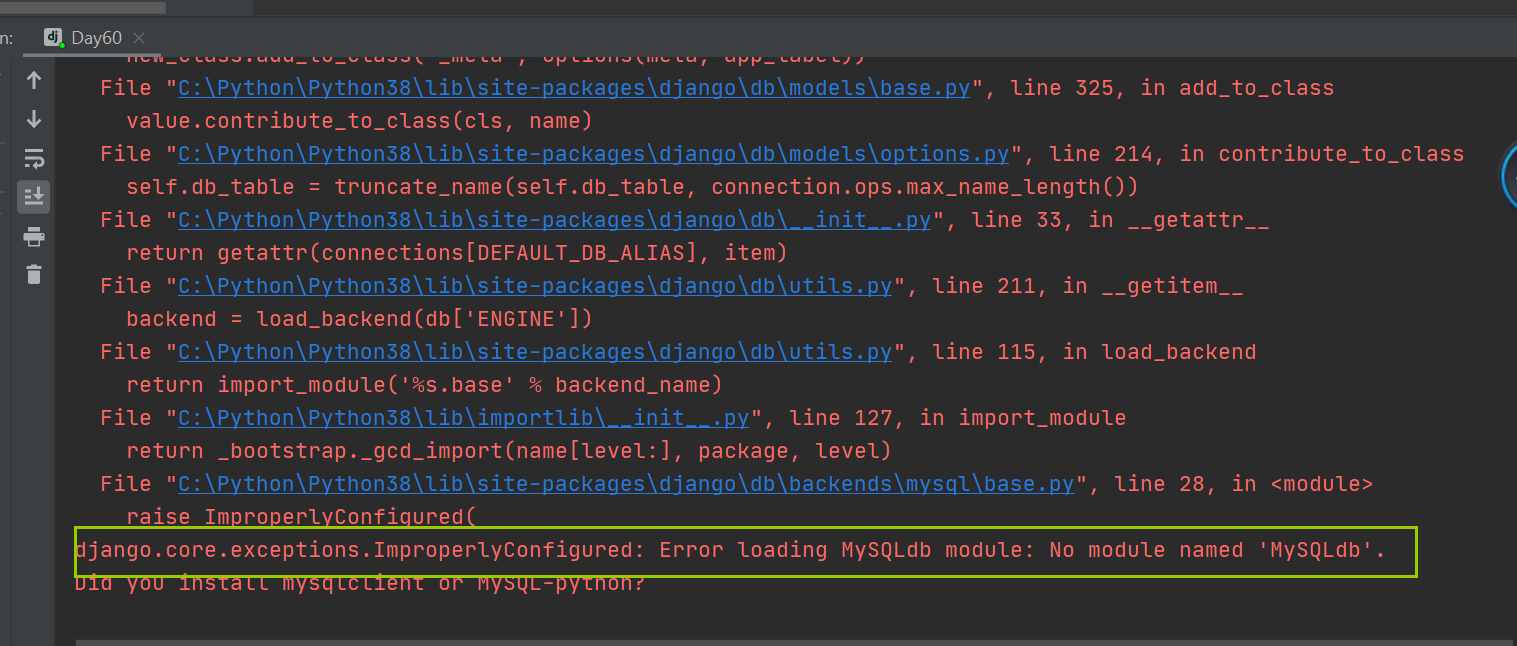 n:
Day60
new_class.add_to_class('_meta', Options(meta, app_label))
File "C:\Python\Python38\lib\site-packages\django\db\models\base.py", line 325, in add_to_class
value.contribute_to_class(cls, name)
File "C:\Python\Python38\lib\site-packages\django\db\models\options.py", line 214, in contribute_to_class
self.db_table = truncate_name(self.db_table, connection.ops.max_name_length())
File "C:\Python\Python38\lib\site-packages\django\db\__init__.py", line 33, in __getattr__
return getattr(connections[DEFAULT_DB_ALIAS], item)
File "C:\Python\Python38\lib\site-packages\django\db\utils.py", line 211, in __getitem__
backend = load_backend(db['ENGINE'])
File "C:\Python\Python38\lib\site-packages\django\db\utils.py", line 115, in load_backend
return import_module('%s.base' % backend_name)
File "C:\Python\Python38\lib\importlib\__init__.py", line 127, in import_module
return _bootstrap._gcd_import(name[level:], package, level)
File "C:\Python\Python38\lib\site-packages\django\db\backends\mysql\base.py", line 28, in <module>
raise ImproperlyConfigured(
django.core.exceptions.ImproperlyConfigured: Error loading MySQLdb module: No module named 'MySQLdb'.
Did you install mysqlclient or MySQL-python?